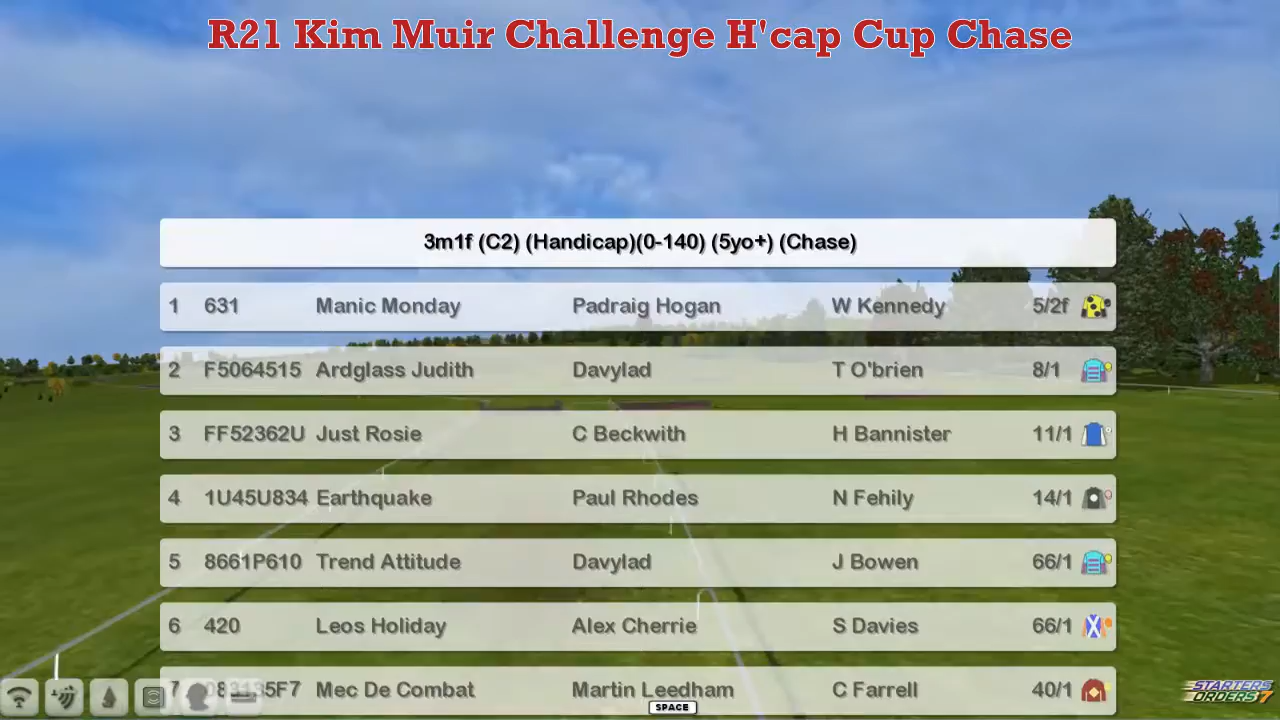 R21 Kim Muir Challenge H'cap Cup Chase
3m1f (C2) (Handicap)(0-140) (5yo+) (Chase)
1 631 Manic Monday Padraig Hogan W Kennedy 5/2f
2 F5064515 Ardglass Judith Davylad T O'brien 8/1
3 FF52362U Just Rosie C Beckwith H Bannister 11/1
4 1U45U834 Earthquake Paul Rhodes N Fehily 14/1
5 8661P610 Trend Attitude Davylad J Bowen 66/1
6 420 Leos Holiday Alex Cherrie S Davies 66/1
7 Mec De Combat Martin Leedham C Farrell 40/1
SPACE
STARTERS
ORDERS 7